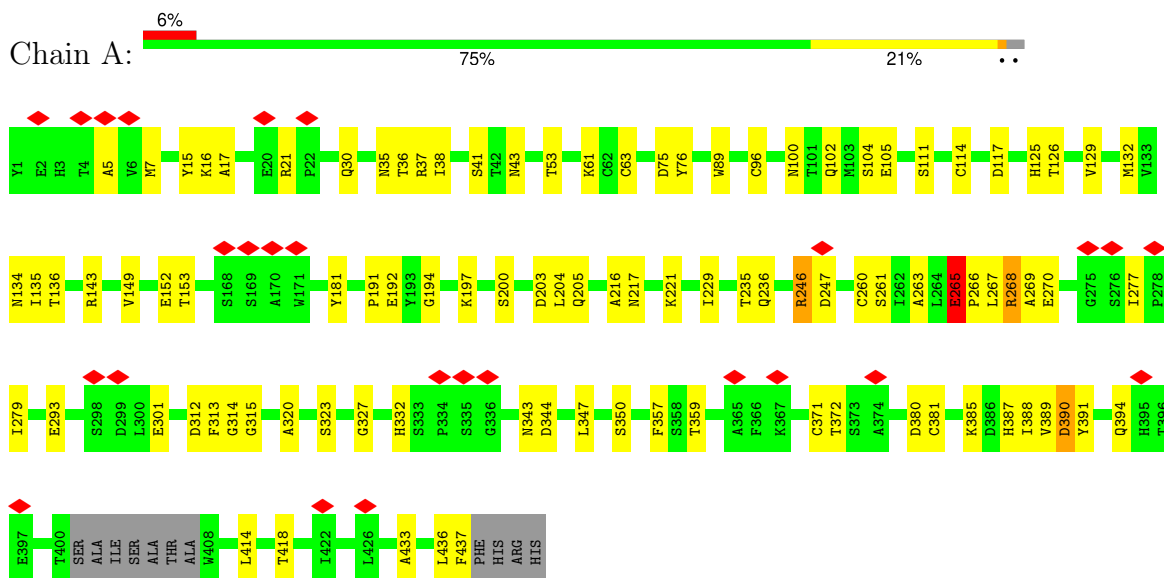 6%
Chain A:
75% 21% • •
Y1 E2 H3 T4 A5 V6 M7 Y15 K16 A17 E20 R21 P22 Q30 N35 T36 R37 I38 S41 T42 N43 T53 K61 C62 C63 D75 Y76 W89 C96 N100 T101 Q102 M103 S104 E105 S111 C114 D117 H125 T126 V129 M132 V133
N134 I135 T136 R143 V149 E152 T153 S168 S169 A170 W171 Y181 P191 E192 Y193 G194 K197 S200 D203 L204 Q205 A216 N217 K221 I229 T235 Q236 R246 D247 C260 S261 I262 A263 L264 E265 P266 L267 R268 A269 E270 G275 S276 I277 P278
I279 E293 S298 D299 L300 E301 D312 F313 G314 G315 A320 S323 G327 H332 S333 P334 S335 G336 N343 D344 L347 S350 F357 S358 T359 A365 F366 K367 C371 T372 S373 A374 D380 C381 K385 D386 H387 I388 V389 D390 Y391 Q394 H395 T396
E397 T400 SER ALA ILE SER ALA THR ALA W408 L414 T418 I422 L426 A433 L436 F437 PHE HIS ARG HIS